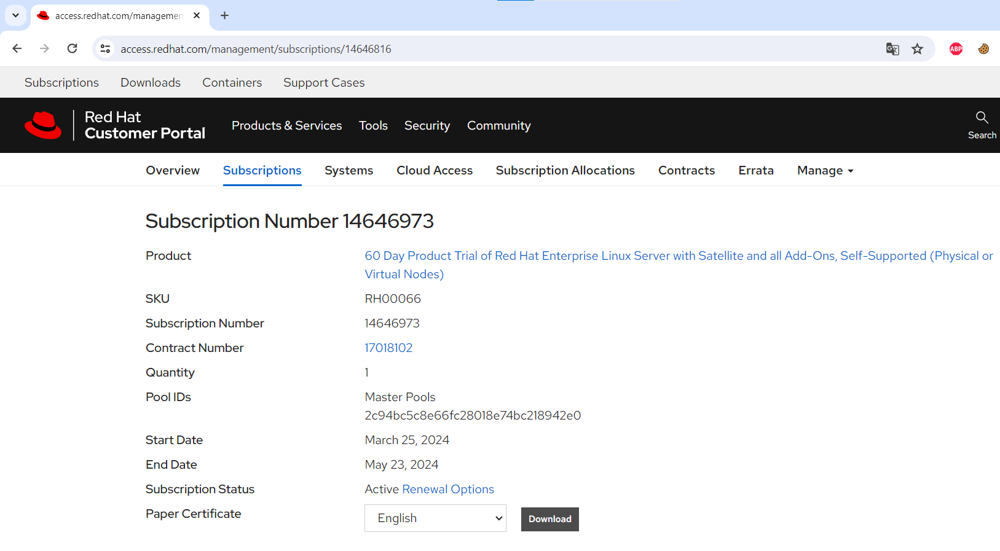 access.redhat.com/managemen
access.redhat.com/management/subscriptions/14646816
ABP
Subscriptions Downloads Containers Support Cases
Red Hat
Customer Portal
Products & Services Tools Security Community
Search
Overview Subscriptions Systems Cloud Access Subscription Allocations Contracts Errata Manage
Subscription Number 14646973
Product 60 Day Product Trial of Red Hat Enterprise Linux Server with Satellite and all Add-Ons, Self-Supported (Physical or
Virtual Nodes)
SKU RH00066
Subscription Number 14646973
Contract Number 17018102
Quantity 1
Pool IDs Master Pools
2c94bc5c8e66fc28018e74bc218942e0
Start Date March 25, 2024
End Date May 23, 2024
Subscription Status Active Renewal Options
Paper Certificate English Download